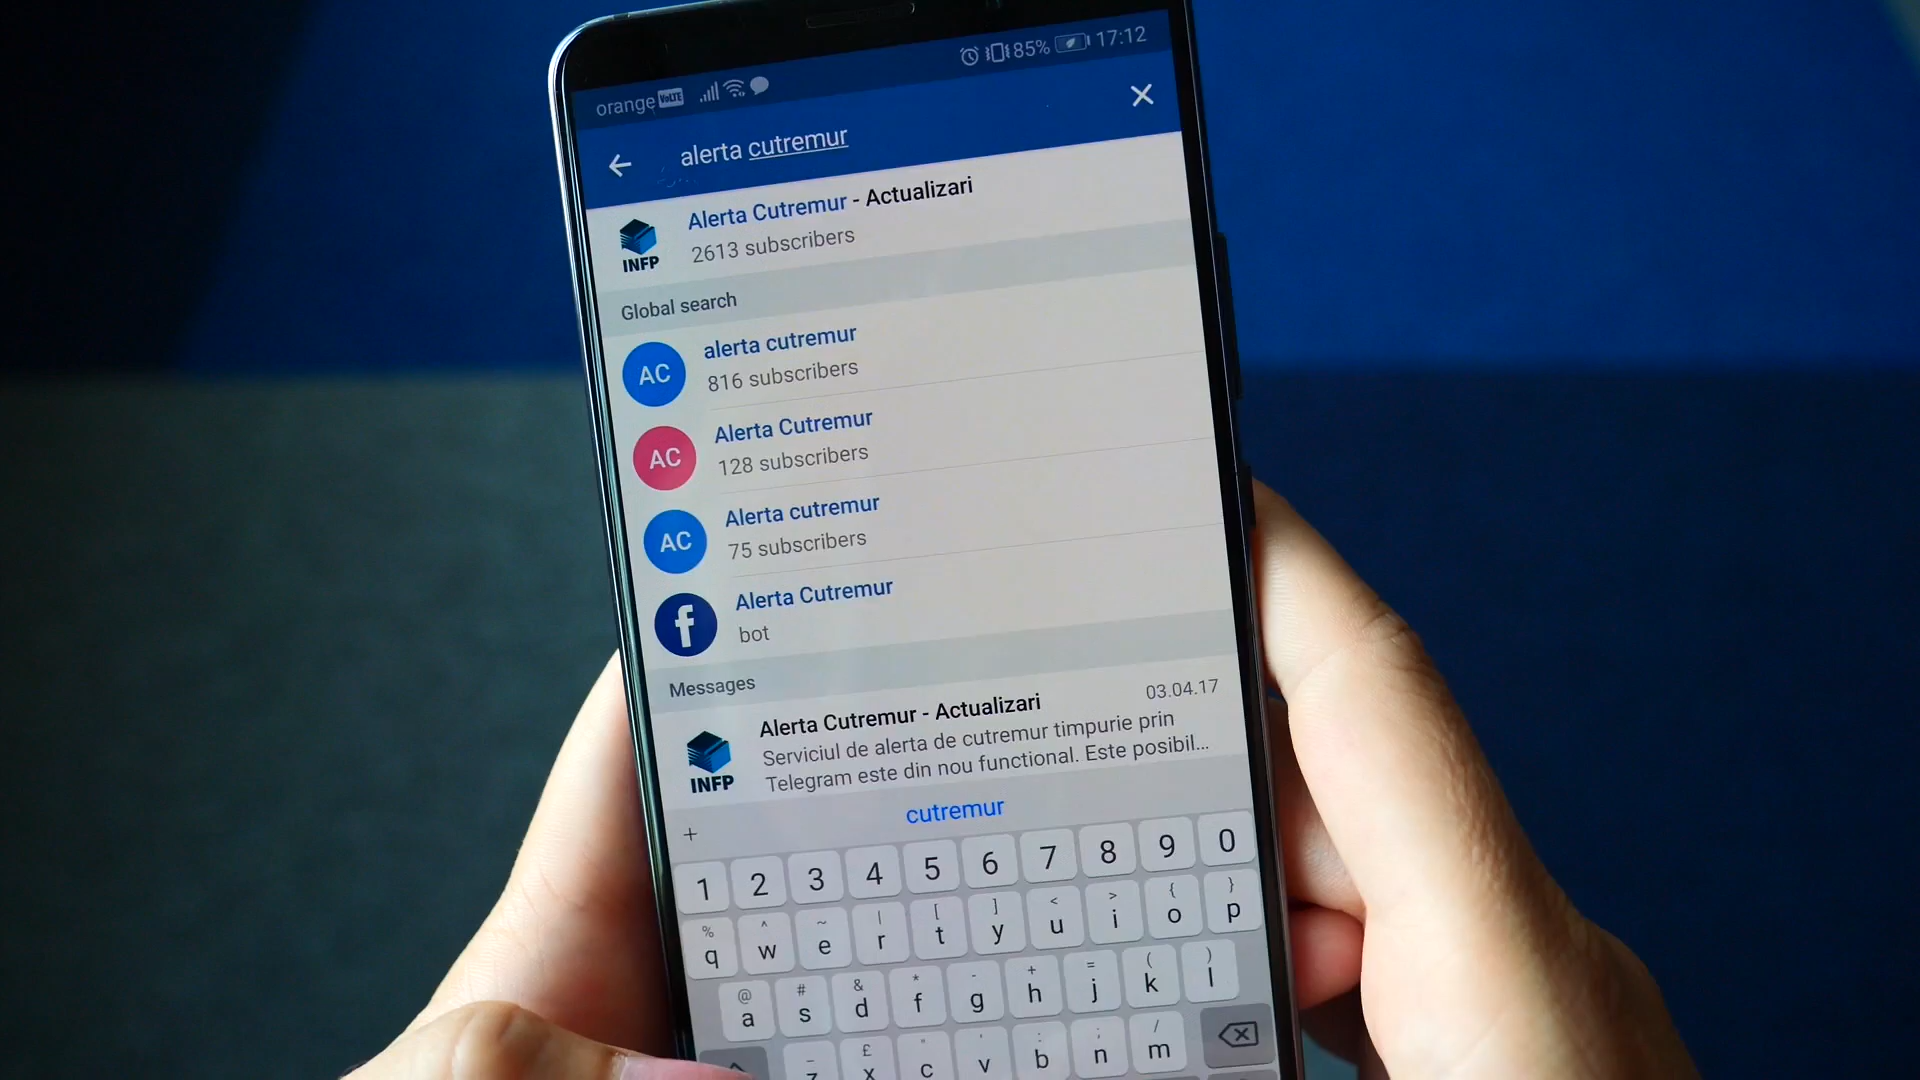 orange VoLTE 85% 17:12
alerta cutremur
Alerta Cutremur - Actualizari
2613 subscribers
INFP
Global search
AC
alerta cutremur
816 subscribers
AC
Alerta Cutremur
128 subscribers
AC
Alerta cutremur
75 subscribers
f
Alerta Cutremur
bot
Messages
Alerta Cutremur - Actualizari 03.04.17
Serviciul de alerta de cutremur timpurie prin
Telegram este din nou functional. Este posibil...
INFP
+ cutremur
1 2 3 4 5 6 7 8 9 0
% ^ ~ | [ ] < > { }
q w e r t y u i o p
@ # & * - + = ( )
a s d f g h j k l
_ £ " ' : ; /
z x c v b n m